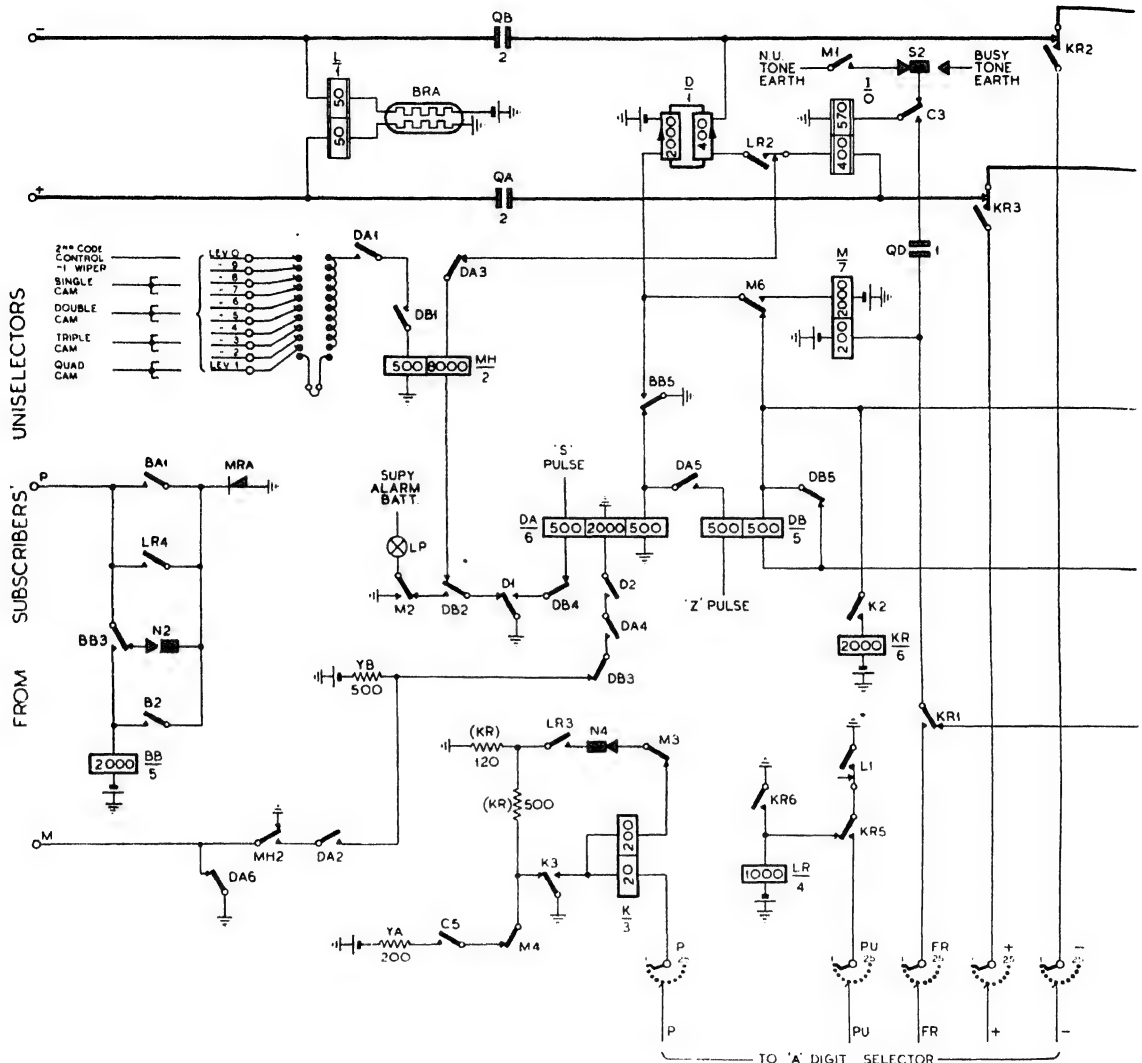 -
QB
2
KR2
N.U. TONE EARTH
M1
S2
BUSY TONE EARTH
L
1
50
50
BRA
D
1
2000
400
LR2
I
0
570
400
C3
+
QA
2
KR3
2ND CODE CONTROL -1 WIPER
SINGLE CAM
DOUBLE CAM
TRIPLE CAM
QUAD CAM
LEV 0
" 9
" 8
" 7
" 6
" 5
" 4
" 3
" 2
LEV 1
DA1
DB1
DA3
500
8000
MH
2
M6
M
7
2000
200
QD
1
UNISELECTORS
SUBSCRIBERS'
FROM
BB5
P
BA1
MRA
LR4
BB3
N2
B2
2000
BB
5
SUPY ALARM BATT.
LP
M2
DB2
D1
DB4
'S' PULSE
DA
6
500
2000
500
DA5
500
500
DB
5
DB5
'Z' PULSE
D2
DA4
DB3
YB
500
K2
2000
KR
6
KR1
M
MH2
DA2
DA6
(KR)
120
LR3
N4
M3
(KR)
500
K3
200
20
K
3
YA
200
C5
M4
L1
KR6
KR5
1000
LR
4
P
1
25
PU
1
25
FR
1
25
+
1
25
-
1
25
P
PU
FR
+
-
TO 'A' DIGIT SELECTOR